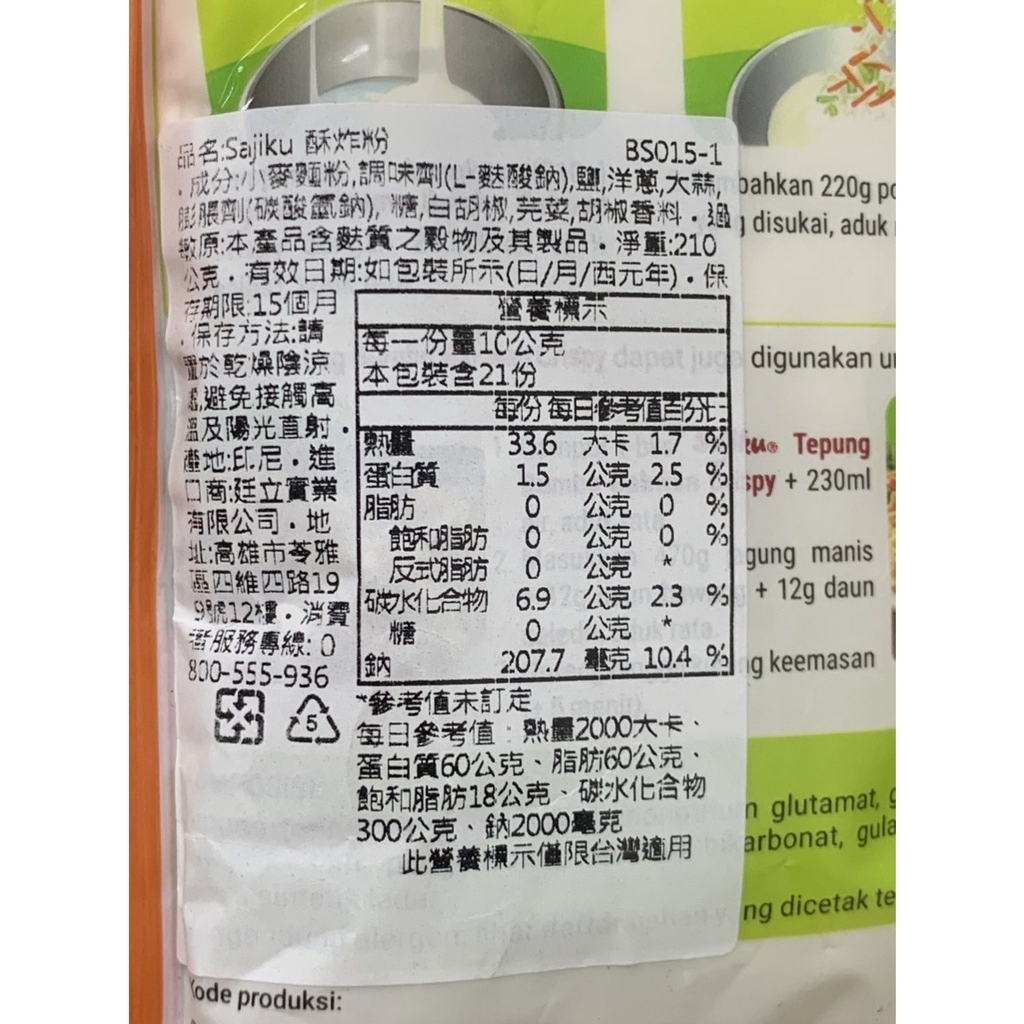 品名:Sajiku 酥炸粉
BS015-1
·成分:小麥麵粉,調味劑(L-麩酸鈉),鹽,洋蔥,大蒜,
膨脹劑(碳酸氫鈉), 糖,白胡椒,芫荽,胡椒香料·過
敏原:本產品含麩質之穀物及其製品·淨重:210
公克·有效日期:如包裝所示(日/月/西元年)·保
存期限:15個月
·保存方法:請
置於乾燥陰涼
處,避免接觸高
溫及陽光直射·
產地:印尼·進
口商:廷立實業
有限公司·地
址:高雄市苓雅
區四維四路19
號12樓·消費
者服務專線: 0
800-555-936
5
營養標示
每一份量10公克
本包裝含21份
每份 每日參考值百分比
熱量 33.6 大卡 1.7 %
蛋白質 1.5 公克 2.5 %
脂肪 0 公克 0 %
飽和脂肪 0 公克 0 %
反式脂肪 0 公克 *
碳水化合物 6.9 公克 2.3 %
糖 0 公克 *
鈉 207.7 毫克 10.4 %
*參考值未訂定
每日參考值:熱量2000大卡、
蛋白質60公克、脂肪60公克、
飽和脂肪18公克、碳水化合物
300公克、鈉2000毫克
此營養標示僅限台灣適用
bahkan 220g
disukai, aduk
dapat juga digunakan
Tepung
spy + 230ml
gung manis
+ 12g daun
ng keemasan
glutamat,
bikarbonat, gula
ng dicetak
Kode produksi: